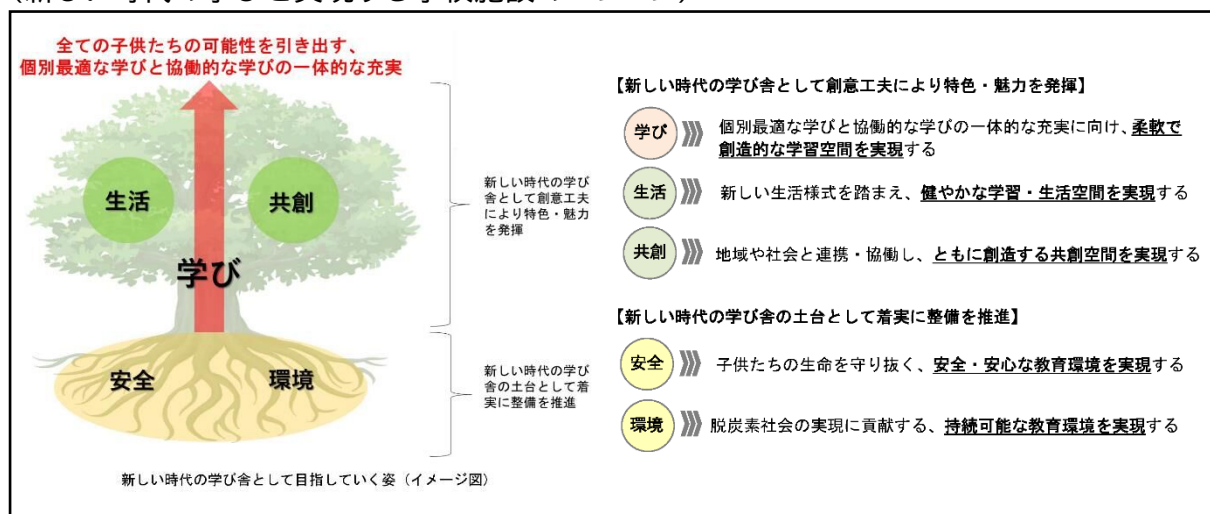 全ての子供たちの可能性を引き出す、
個別最適な学びと協働的な学びの一体的な充実
生活
共創
学び
安全
環境
新しい時代の学び
舎として創意工夫
により特色・魅力
を発揮
新しい時代の学び
舎の土台として着
実に整備を推進
新しい時代の学び舎として目指していく姿(イメージ図)
【新しい時代の学び舎として創意工夫により特色・魅力を発揮】
学び 個別最適な学びと協働的な学びの一体的な充実に向け、柔軟で
創造的な学習空間を実現する
生活 新しい生活様式を踏まえ、健やかな学習・生活空間を実現する
共創 地域や社会と連携・協働し、ともに創造する共創空間を実現する
【新しい時代の学び舎の土台として着実に整備を推進】
安全 子供たちの生命を守り抜く、安全・安心な教育環境を実現する
環境 脱炭素社会の実現に貢献する、持続可能な教育環境を実現する